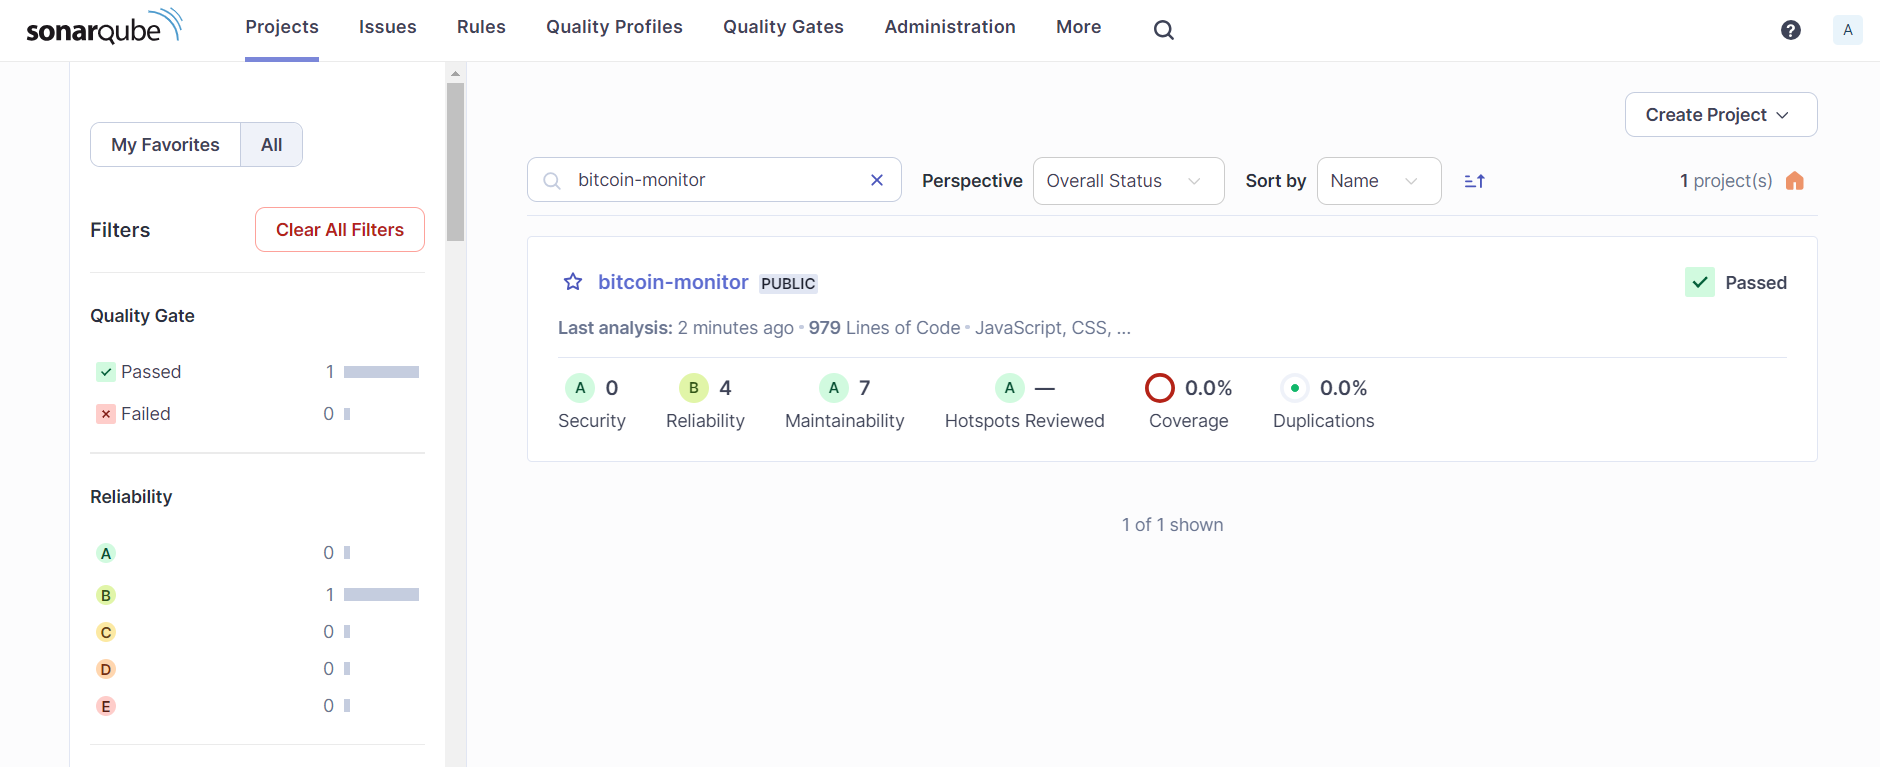 sonarqube Projects Issues Rules Quality Profiles Quality Gates Administration More ? A
My Favorites All
Filters Clear All Filters
Quality Gate
Passed 1
Failed 0
Reliability
A 0
B 1
C 0
D 0
E 0
Create Project
bitcoin-monitor Perspective Overall Status Sort by Name 1 project(s)
bitcoin-monitor PUBLIC Passed
Last analysis: 2 minutes ago • 979 Lines of Code • JavaScript, CSS, ...
A 0 B 4 A 7 A — 0.0% 0.0%
Security Reliability Maintainability Hotspots Reviewed Coverage Duplications
1 of 1 shown